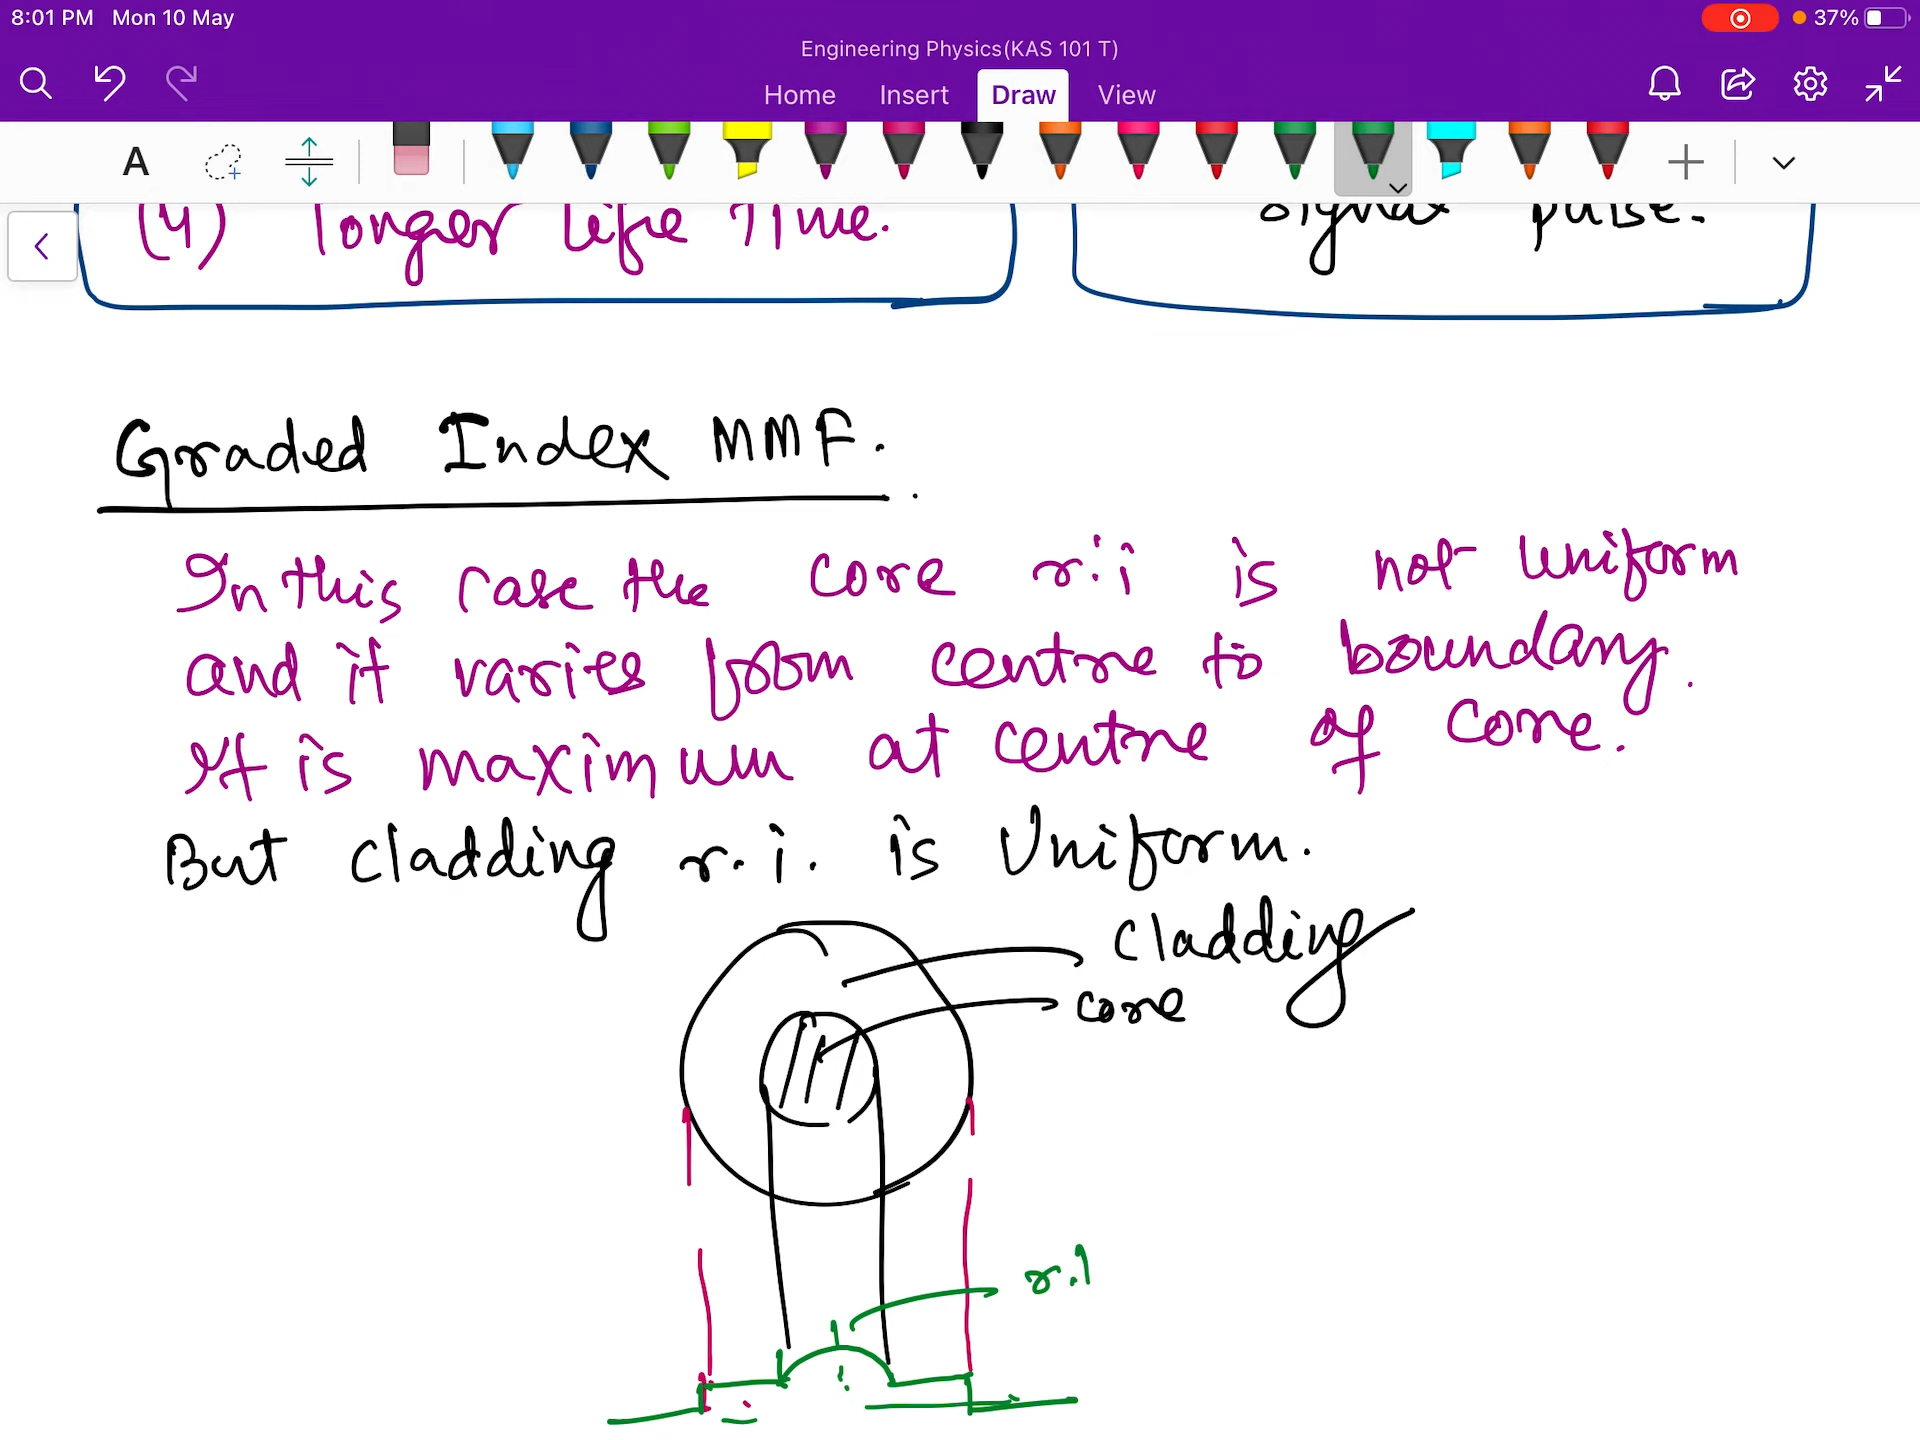 8:01 PM Mon 10 May
37%
Engineering Physics(KAS 101 T)
Home Insert Draw View
A
(4) longer life Time.
signal pulse.
Graded Index MMF.
In this case the core r.i is not uniform
and it varies from centre to boundary.
It is maximum at centre of core.
But cladding r.i. is Uniform.
cladding
core
r.i